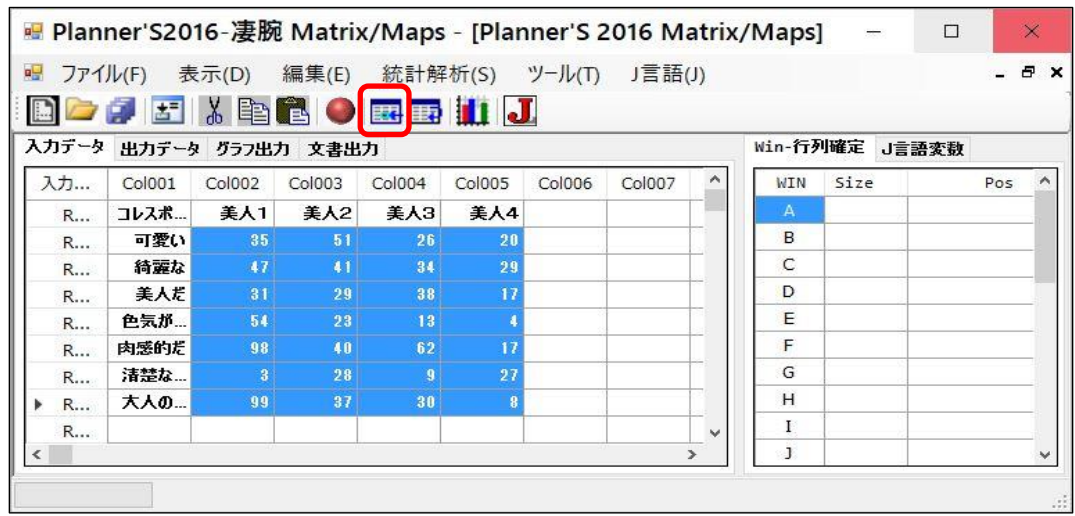 Planner'S2016-凄腕 Matrix/Maps - [Planner'S 2016 Matrix/Maps]
ファイル(F) 表示(D) 編集(E) 統計解析(S) ツール(T) J言語(J)
J
入力データ 出力データ グラフ出力 文書出力
入力... Col001 Col002 Col003 Col004 Col005 Col006 Col007
R... コレスポ... 美人1 美人2 美人3 美人4
R... 可愛い 35 51 26 20
R... 綺麗な 47 41 34 29
R... 美人だ 31 29 38 17
R... 色気が... 54 23 13 4
R... 肉感的だ 98 40 62 17
R... 清楚な... 3 28 9 27
R... 大人の... 99 37 30 8
R...
Win-行列確定 J言語変数
WIN Size Pos
A
B
C
D
E
F
G
H
I
J